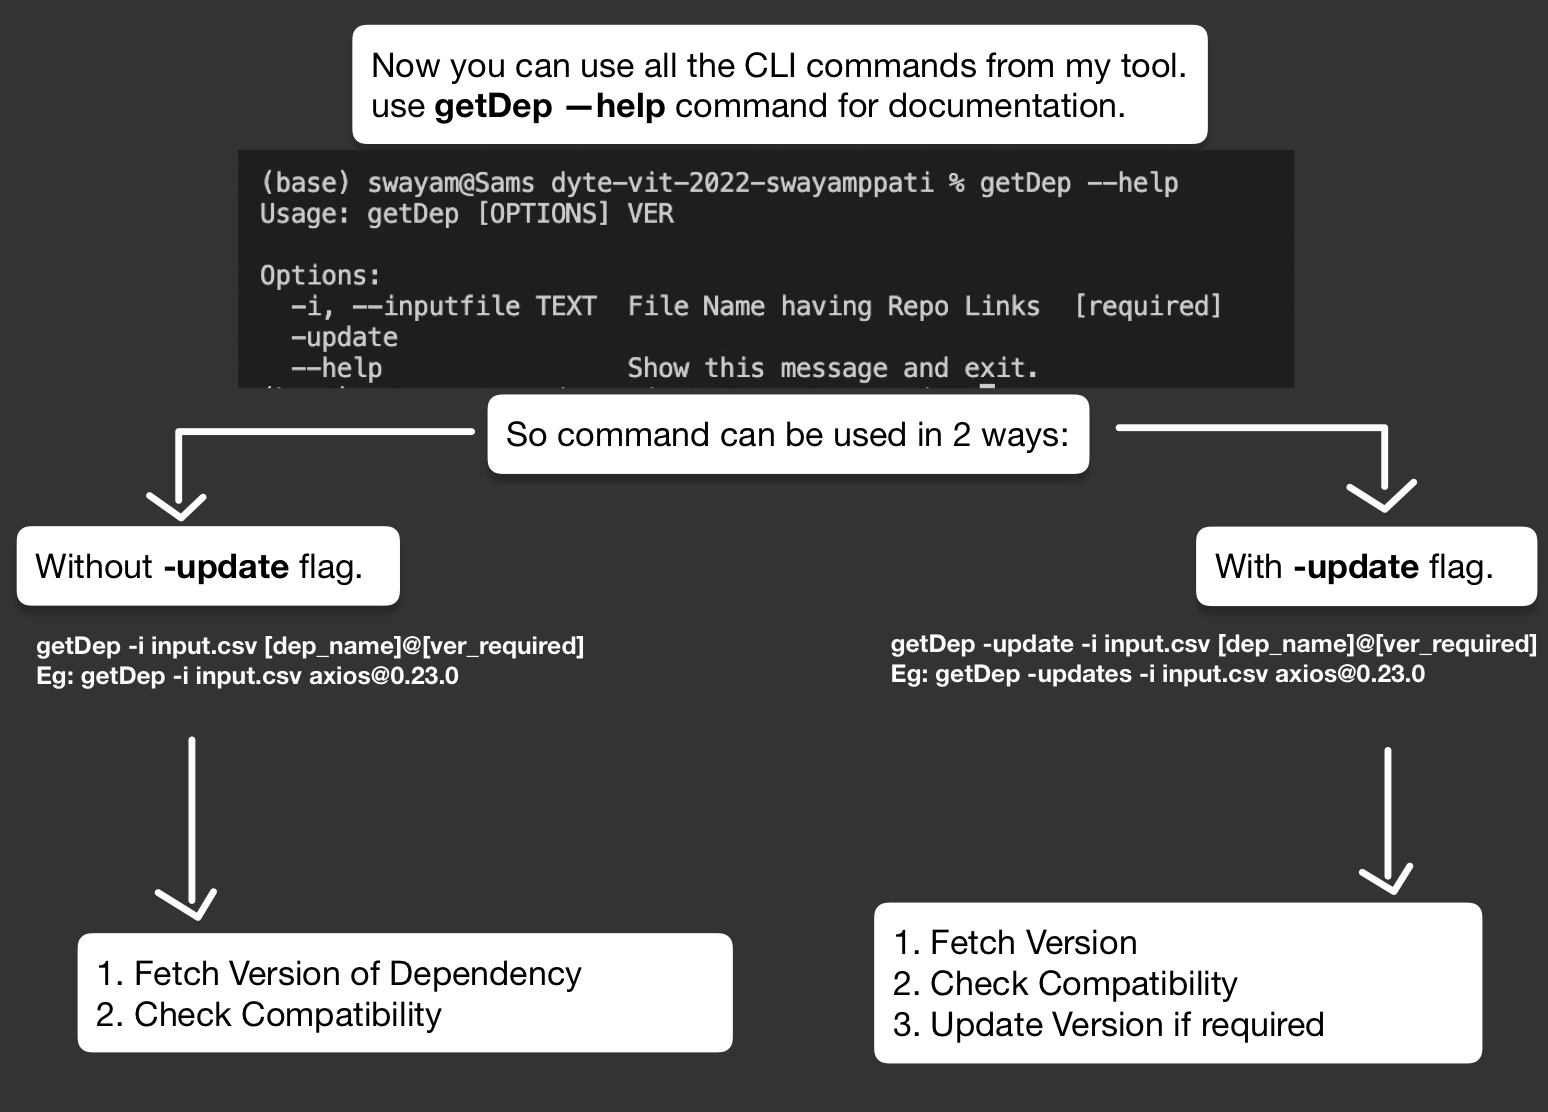 Now you can use all the CLI commands from my tool.
use getDep —help command for documentation.
(base) swayam@Sams dyte-vit-2022-swayamppati % getDep --help
Usage: getDep [OPTIONS] VER
Options:
-i, --inputfile TEXT File Name having Repo Links [required]
-update
--help Show this message and exit.
So command can be used in 2 ways:
Without -update flag.
getDep -i input.csv [dep_name]@[ver_required]
Eg: getDep -i input.csv axios@0.23.0
1. Fetch Version of Dependency
2. Check Compatibility
With -update flag.
getDep -update -i input.csv [dep_name]@[ver_required]
Eg: getDep -updates -i input.csv axios@0.23.0
1. Fetch Version
2. Check Compatibility
3. Update Version if required